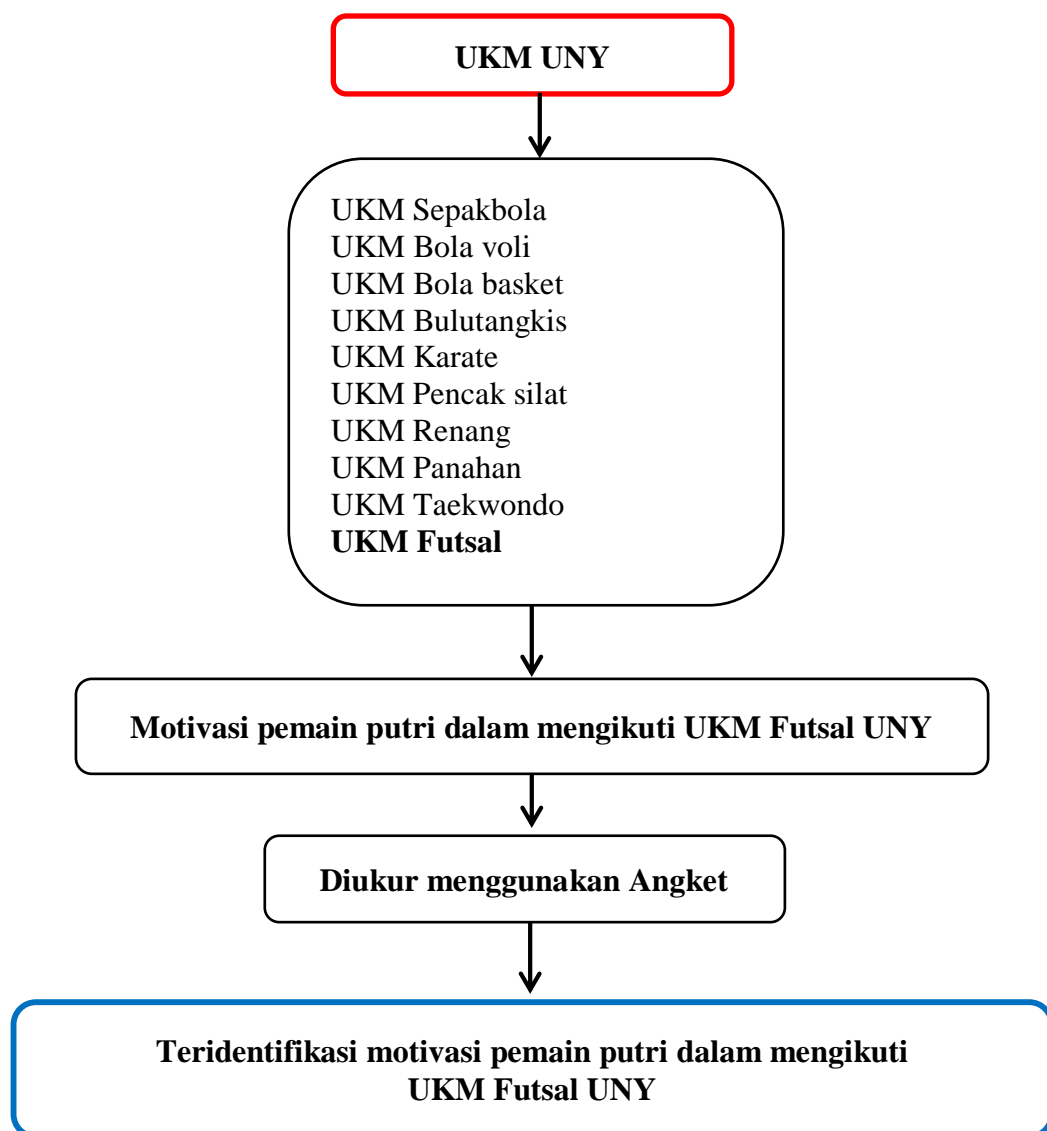 UKM UNY
UKM Sepakbola
UKM Bola voli
UKM Bola basket
UKM Bulutangkis
UKM Karate
UKM Pencak silat
UKM Renang
UKM Panahan
UKM Taekwondo
UKM Futsal
Motivasi pemain putri dalam mengikuti UKM Futsal UNY
Diukur menggunakan Angket
Teridentifikasi motivasi pemain putri dalam mengikuti
UKM Futsal UNY